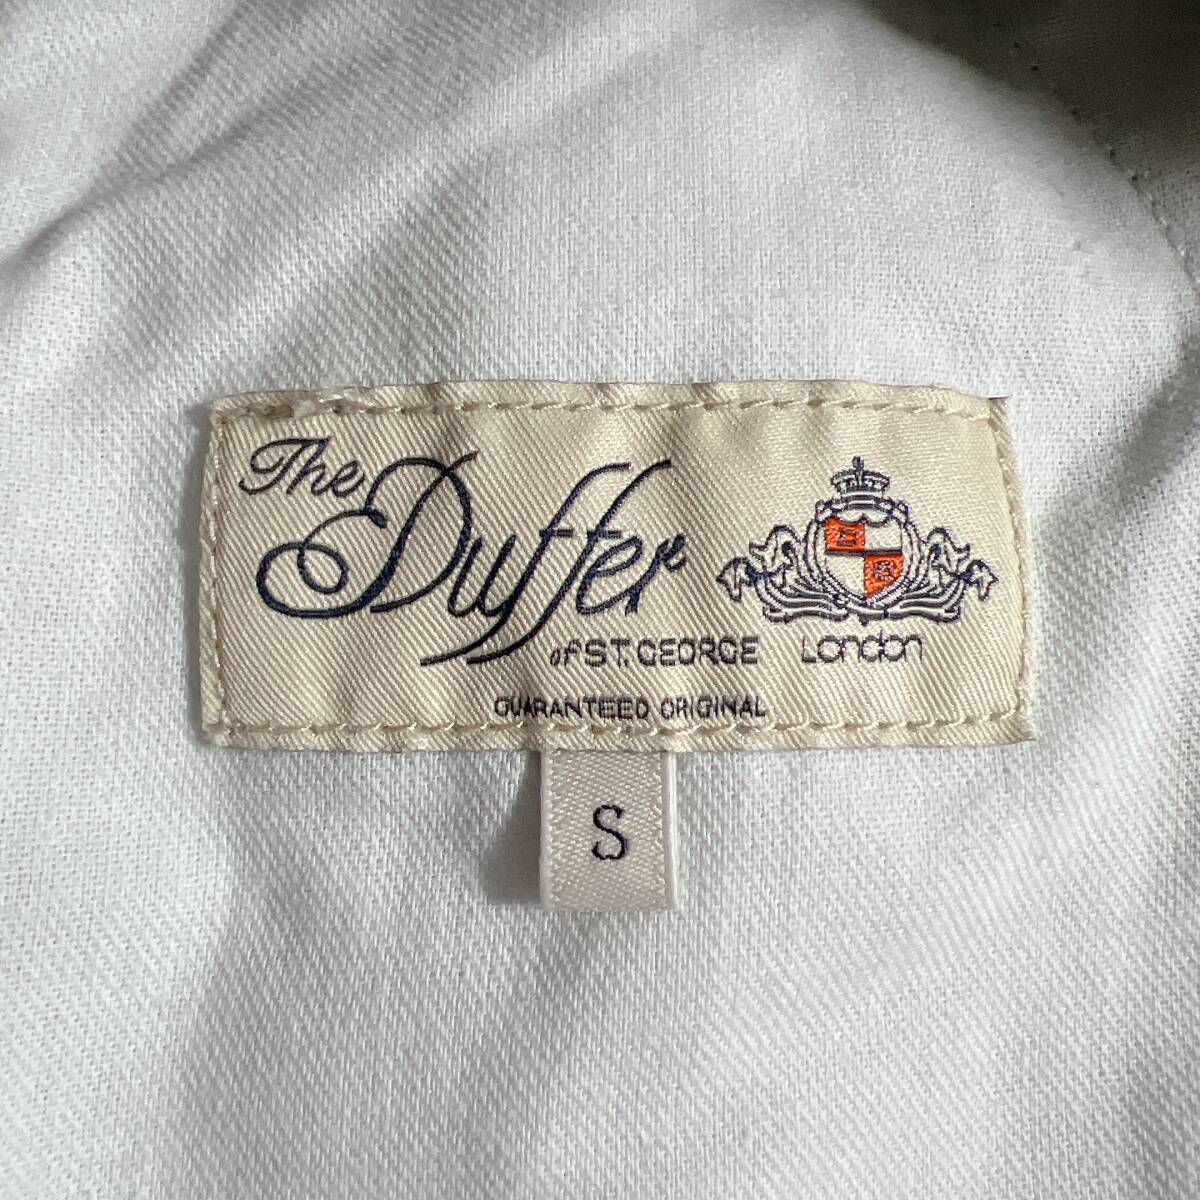 The Duffer
of ST. GEORGE London
GUARANTEED ORIGINAL
S